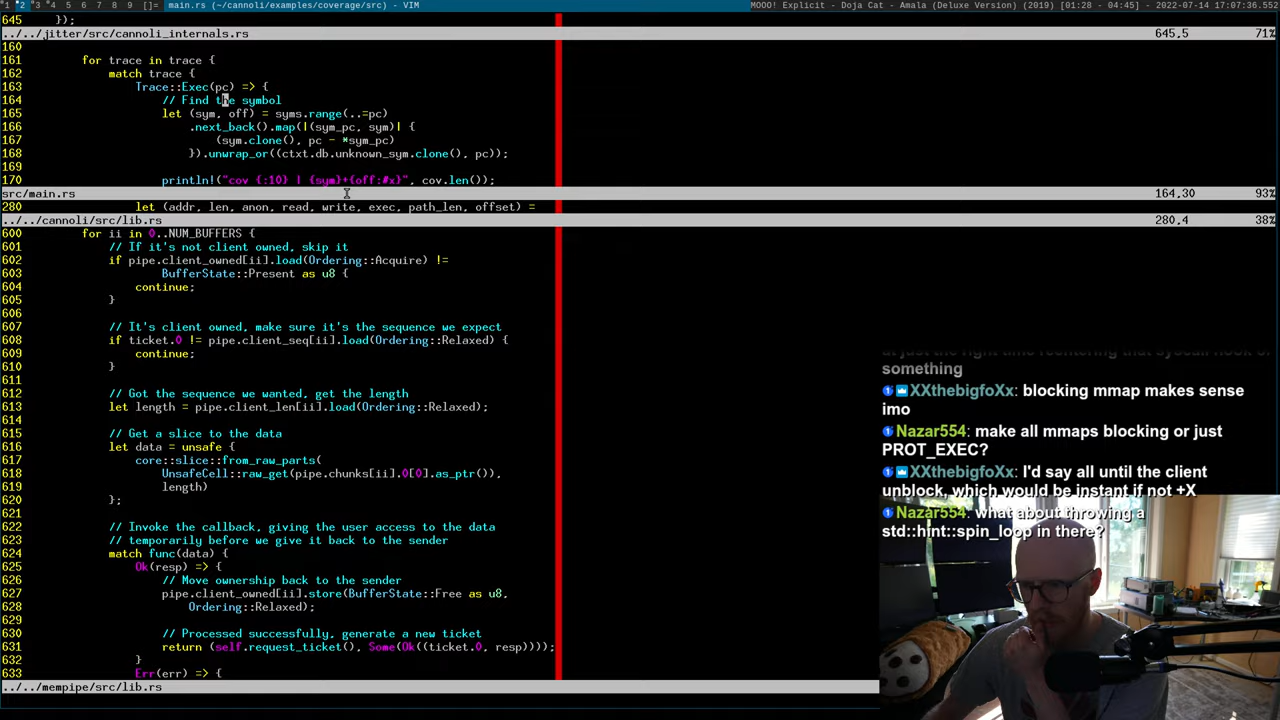 1 2 3 4 5 6 7 8 9 []= main.rs (~/cannoli/examples/coverage/src) - VIM MOOO! Explicit - Doja Cat - Amala (Deluxe Version) (2019) [01:28 - 04:45] - 2022-07-14 17:07:36.552
645 });
../../jitter/src/cannoli_internals.rs 645,5 71%
160
161 for trace in trace {
162 match trace {
163 Trace::Exec(pc) => {
164 // Find the symbol
165 let (sym, off) = syms.range(..=pc)
166 .next_back().map(|(sym_pc, sym)| {
167 (sym.clone(), pc - *sym_pc)
168 }).unwrap_or((ctxt.db.unknown_sym.clone(), pc));
169
170 println!("cov {:10} | {sym}+{off:#x}", cov.len());
src/main.rs 164,30 93%
280 let (addr, len, anon, read, write, exec, path_len, offset) =
../../cannoli/src/lib.rs 280,4 38%
600 for ii in 0..NUM_BUFFERS {
601 // If it's not client owned, skip it
602 if pipe.client_owned[ii].load(Ordering::Acquire) !=
603 BufferState::Present as u8 {
604 continue;
605 }
606
607 // It's client owned, make sure it's the sequence we expect
608 if ticket.0 != pipe.client_seq[ii].load(Ordering::Relaxed) {
609 continue;
610 }
611
612 // Got the sequence we wanted, get the length
613 let length = pipe.client_len[ii].load(Ordering::Relaxed);
614
615 // Get a slice to the data
616 let data = unsafe {
617 core::slice::from_raw_parts(
618 UnsafeCell::raw_get(pipe.chunks[ii].0[0].as_ptr()),
619 length)
620 };
621
622 // Invoke the callback, giving the user access to the data
623 // temporarily before we give it back to the sender
624 match func(data) {
625 Ok(resp) => {
626 // Move ownership back to the sender
627 pipe.client_owned[ii].store(BufferState::Free as u8,
628 Ordering::Relaxed);
629
630 // Processed successfully, generate a new ticket
631 return (self.request_ticket(), Some(Ok((ticket.0, resp))));
632 }
633 Err(err) => {
../../mempipe/src/lib.rs
at just the right time reentering that syscall hook or
something
XXthebigfoXx: blocking mmap makes sense
imo
Nazar554: make all mmaps blocking or just
PROT_EXEC?
XXthebigfoXx: I'd say all until the client
unblock, which would be instant if not +X
Nazar554: what about throwing a
std::hint::spin_loop in there?